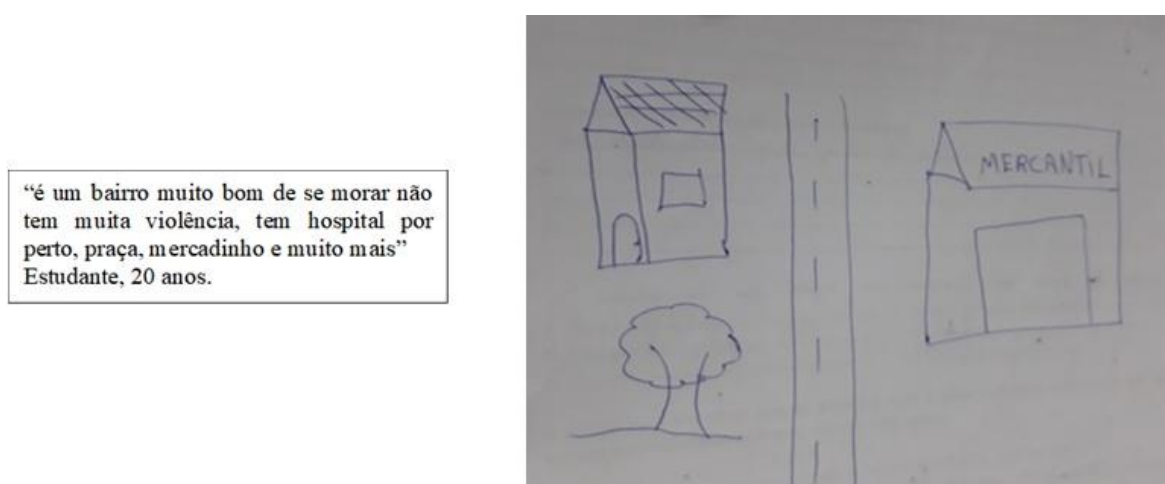 “é um bairro muito bom de se morar não
tem muita violência, tem hospital por
perto, praça, mercadinho e muito mais”
Estudante, 20 anos.
MERCANTIL